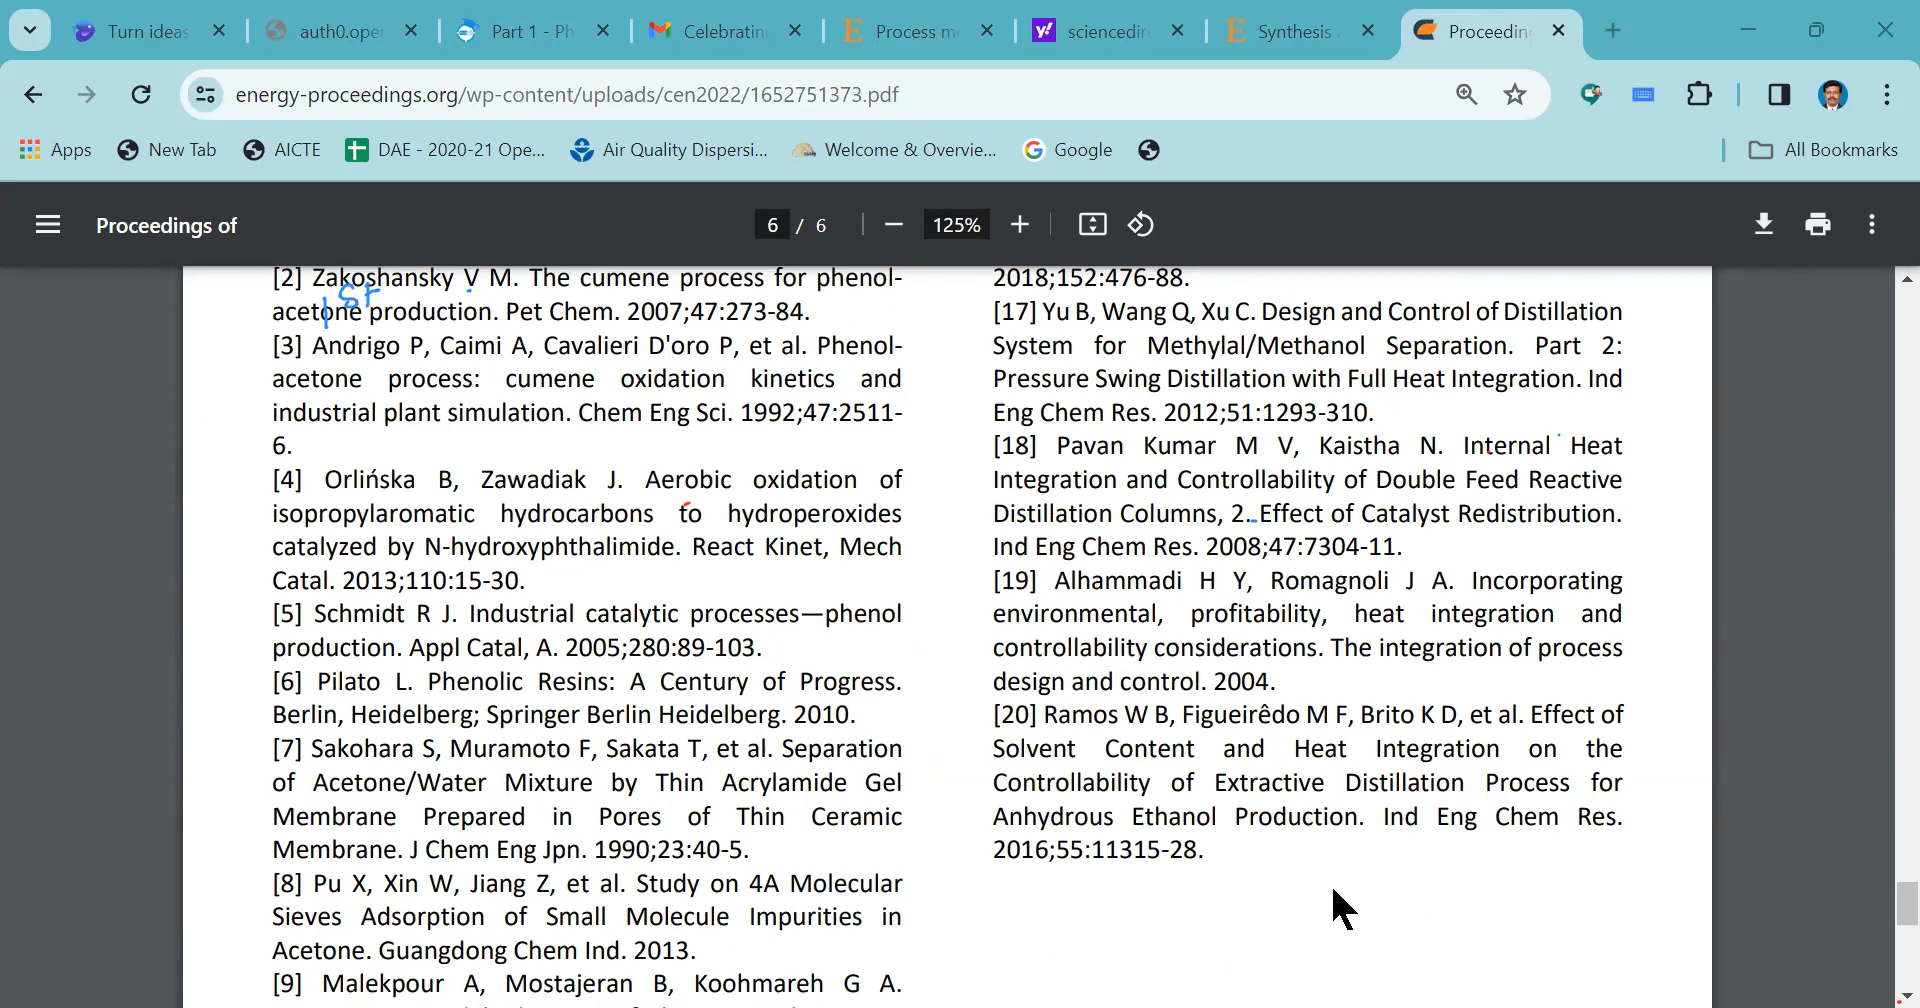 Turn ideas
auth0.oper
Part 1 - Ph
Celebratin
Process m
sciencedir
Synthesis
Proceedin
energy-proceedings.org/wp-content/uploads/cen2022/1652751373.pdf
Apps
New Tab
AICTE
DAE - 2020-21 Ope...
Air Quality Dispersi...
Welcome & Overvie...
Google
All Bookmarks
Proceedings of
6 / 6
125%
[2] Zakoshansky V M. The cumene process for phenol-
1st
acetone production. Pet Chem. 2007;47:273-84.
[3] Andrigo P, Caimi A, Cavalieri D'oro P, et al. Phenol-
acetone process: cumene oxidation kinetics and
industrial plant simulation. Chem Eng Sci. 1992;47:2511-
6.
[4] Orlińska B, Zawadiak J. Aerobic oxidation of
isopropylaromatic hydrocarbons to hydroperoxides
catalyzed by N-hydroxyphthalimide. React Kinet, Mech
Catal. 2013;110:15-30.
[5] Schmidt R J. Industrial catalytic processes—phenol
production. Appl Catal, A. 2005;280:89-103.
[6] Pilato L. Phenolic Resins: A Century of Progress.
Berlin, Heidelberg; Springer Berlin Heidelberg. 2010.
[7] Sakohara S, Muramoto F, Sakata T, et al. Separation
of Acetone/Water Mixture by Thin Acrylamide Gel
Membrane Prepared in Pores of Thin Ceramic
Membrane. J Chem Eng Jpn. 1990;23:40-5.
[8] Pu X, Xin W, Jiang Z, et al. Study on 4A Molecular
Sieves Adsorption of Small Molecule Impurities in
Acetone. Guangdong Chem Ind. 2013.
[9] Malekpour A, Mostajeran B, Koohmareh G A.
2018;152:476-88.
[17] Yu B, Wang Q, Xu C. Design and Control of Distillation
System for Methylal/Methanol Separation. Part 2:
Pressure Swing Distillation with Full Heat Integration. Ind
Eng Chem Res. 2012;51:1293-310.
[18] Pavan Kumar M V, Kaistha N. Internal Heat
Integration and Controllability of Double Feed Reactive
Distillation Columns, 2. Effect of Catalyst Redistribution.
Ind Eng Chem Res. 2008;47:7304-11.
[19] Alhammadi H Y, Romagnoli J A. Incorporating
environmental, profitability, heat integration and
controllability considerations. The integration of process
design and control. 2004.
[20] Ramos W B, Figueirêdo M F, Brito K D, et al. Effect of
Solvent Content and Heat Integration on the
Controllability of Extractive Distillation Process for
Anhydrous Ethanol Production. Ind Eng Chem Res.
2016;55:11315-28.